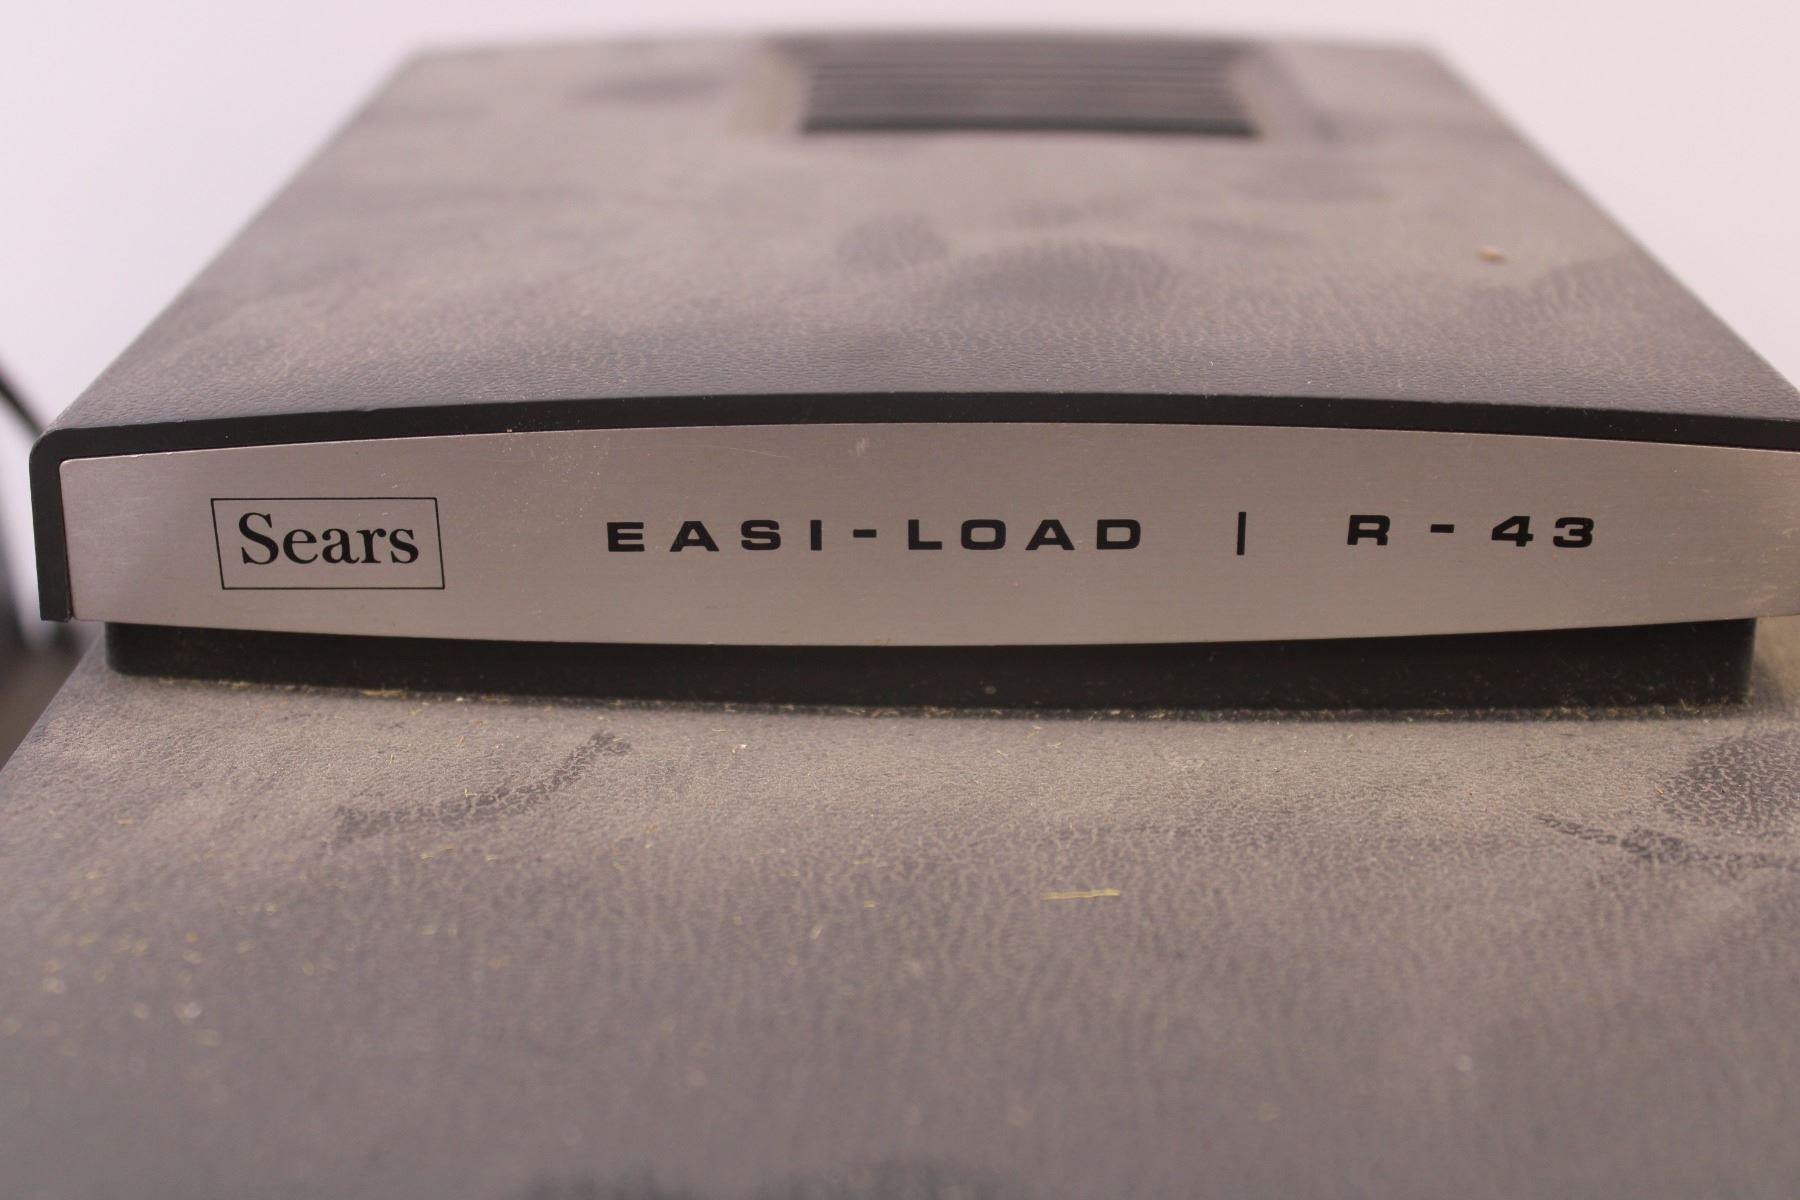 Sears EASI-LOAD | R-43